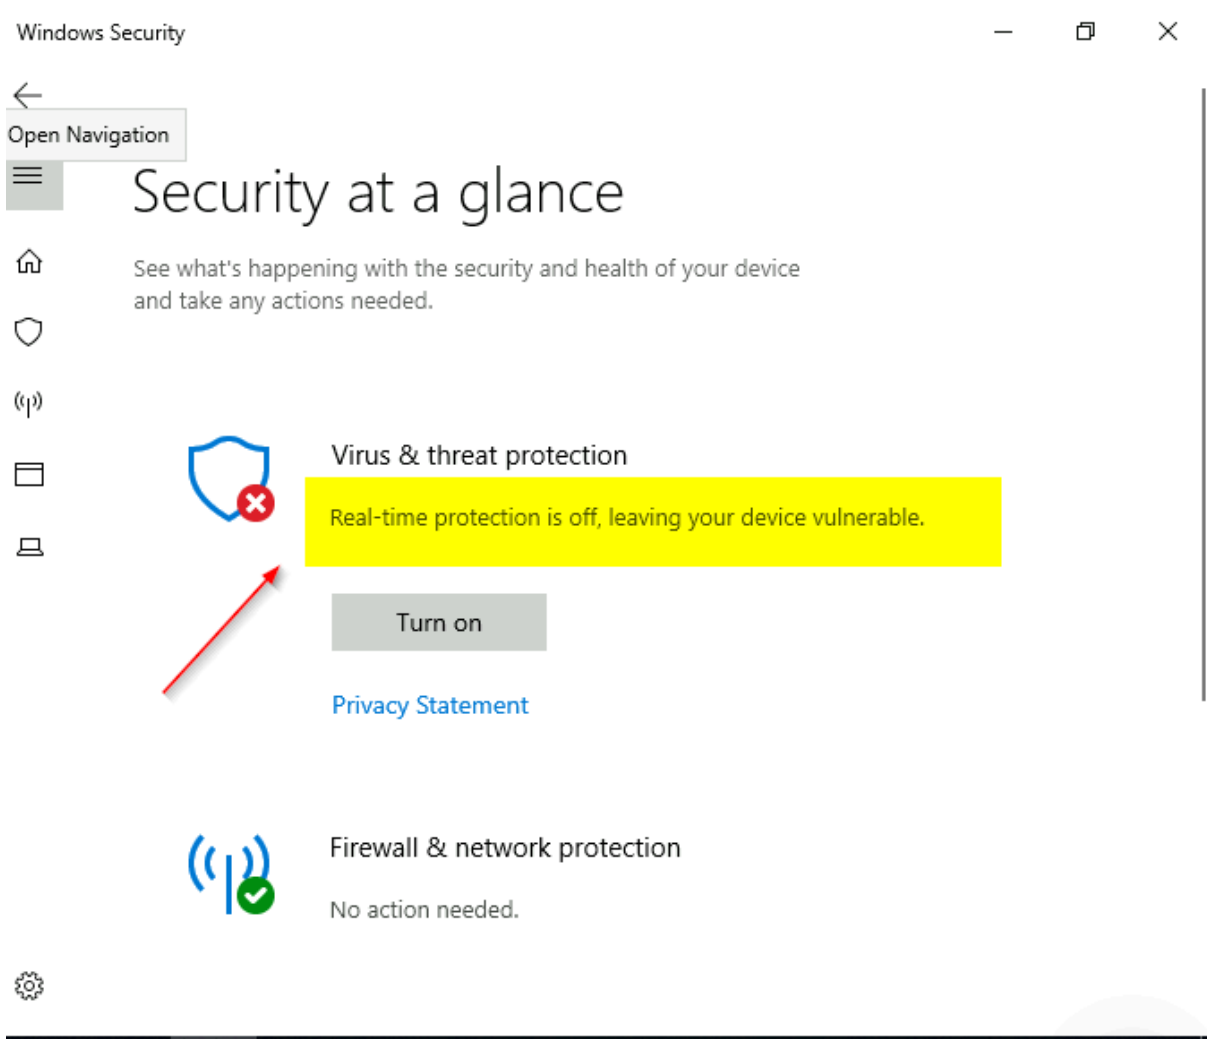 Windows Security
Open Navigation
Security at a glance
See what's happening with the security and health of your device
and take any actions needed.
Virus & threat protection
Real-time protection is off, leaving your device vulnerable.
Turn on
Privacy Statement
Firewall & network protection
No action needed.